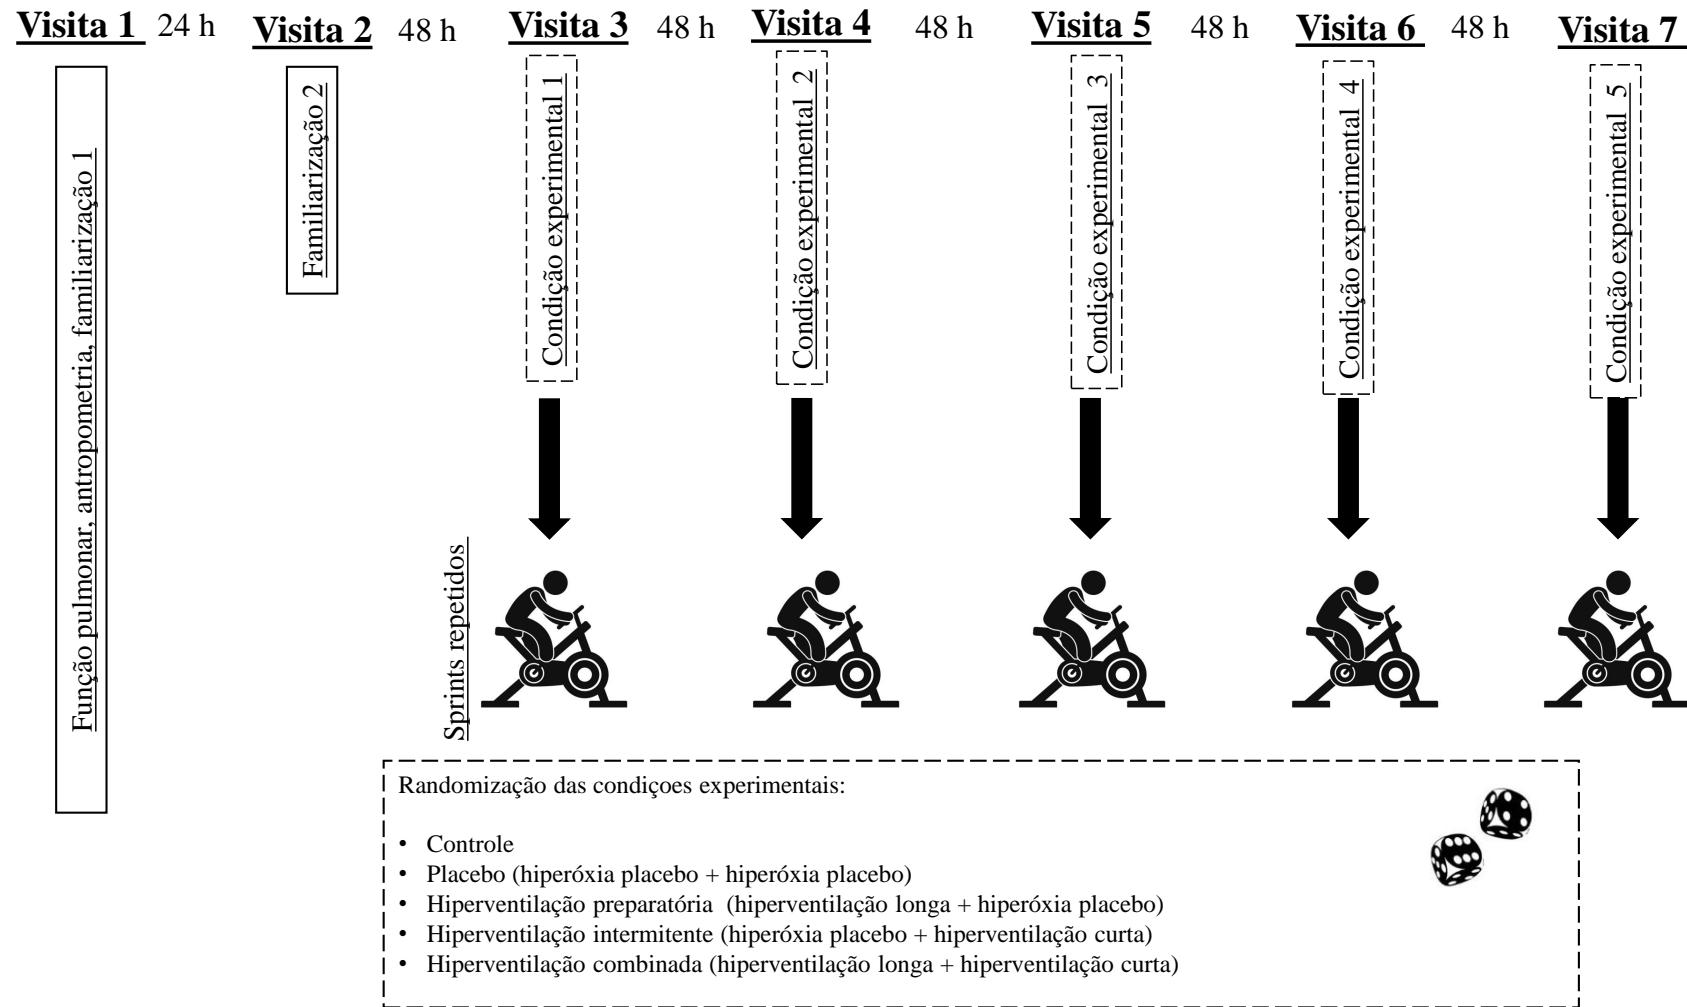 Visita 1 24 h Visita 2 48 h Visita 3 48 h Visita 4 48 h Visita 5 48 h Visita 6 48 h Visita 7
Função pulmonar, antropometria, familiarização 1
Familiarização 2
Condição experimental 1
Condição experimental 2
Condição experimental 3
Condição experimental 4
Condição experimental 5
Sprints repetidos
Randomização das condiçoes experimentais:
• Controle
• Placebo (hiperóxia placebo + hiperóxia placebo)
• Hiperventilação preparatória (hiperventilação longa + hiperóxia placebo)
• Hiperventilação intermitente (hiperóxia placebo + hiperventilação curta)
• Hiperventilação combinada (hiperventilação longa + hiperventilação curta)